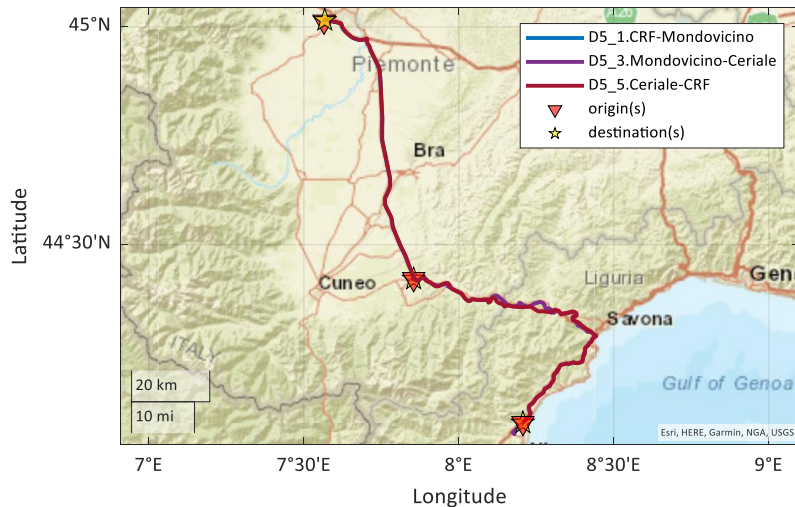 D5_1.CRF-Mondovicino
D5_3.Mondovicino-Ceriale
D5_5.Ceriale-CRF
origin(s)
destination(s)
Piemonte
Bra
Cuneo
Liguria
Savona
Geno
ITALY
Gulf of Genoa
20 km
10 mi
Esri, HERE, Garmin, NGA, USGS
45°N
44°30'N
Latitude
7°E
7°30'E
8°E
8°30'E
9°E
Longitude